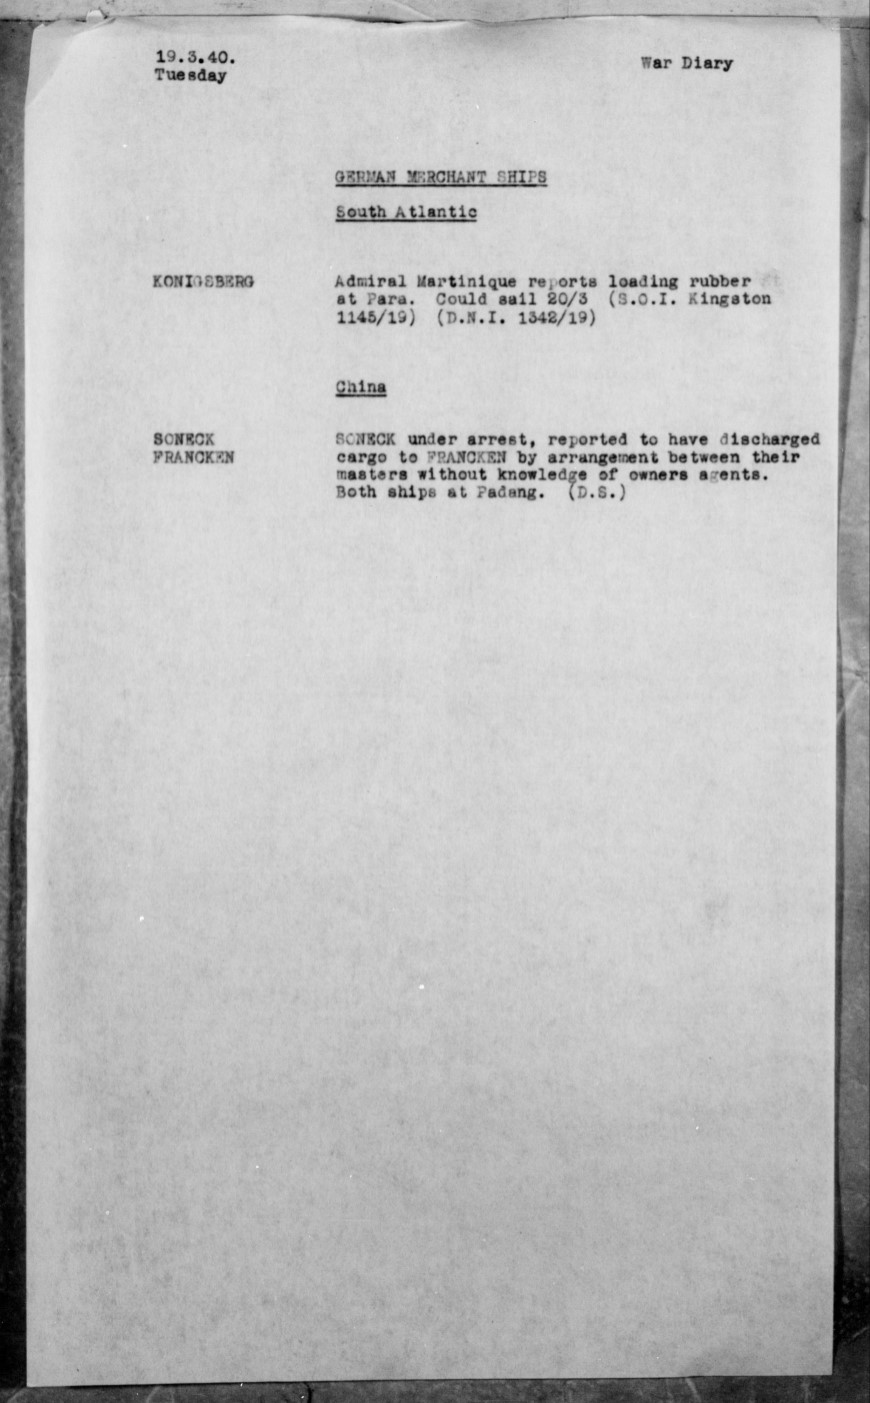 19.3.40.
Tuesday
War Diary
GERMAN MERCHANT SHIPS
South Atlantic
KONIGSBERG
Admiral Martinique reports loading rubber
at Para. Could sail 20/3 (S.O.I. Kingston
1145/19) (D.N.I. 1342/19)
China
SONECK
FRANCKEN
SONECK under arrest, reported to have discharged
cargo to FRANCKEN by arrangement between their
masters without knowledge of owners agents.
Both ships at Padang. (D.S.)